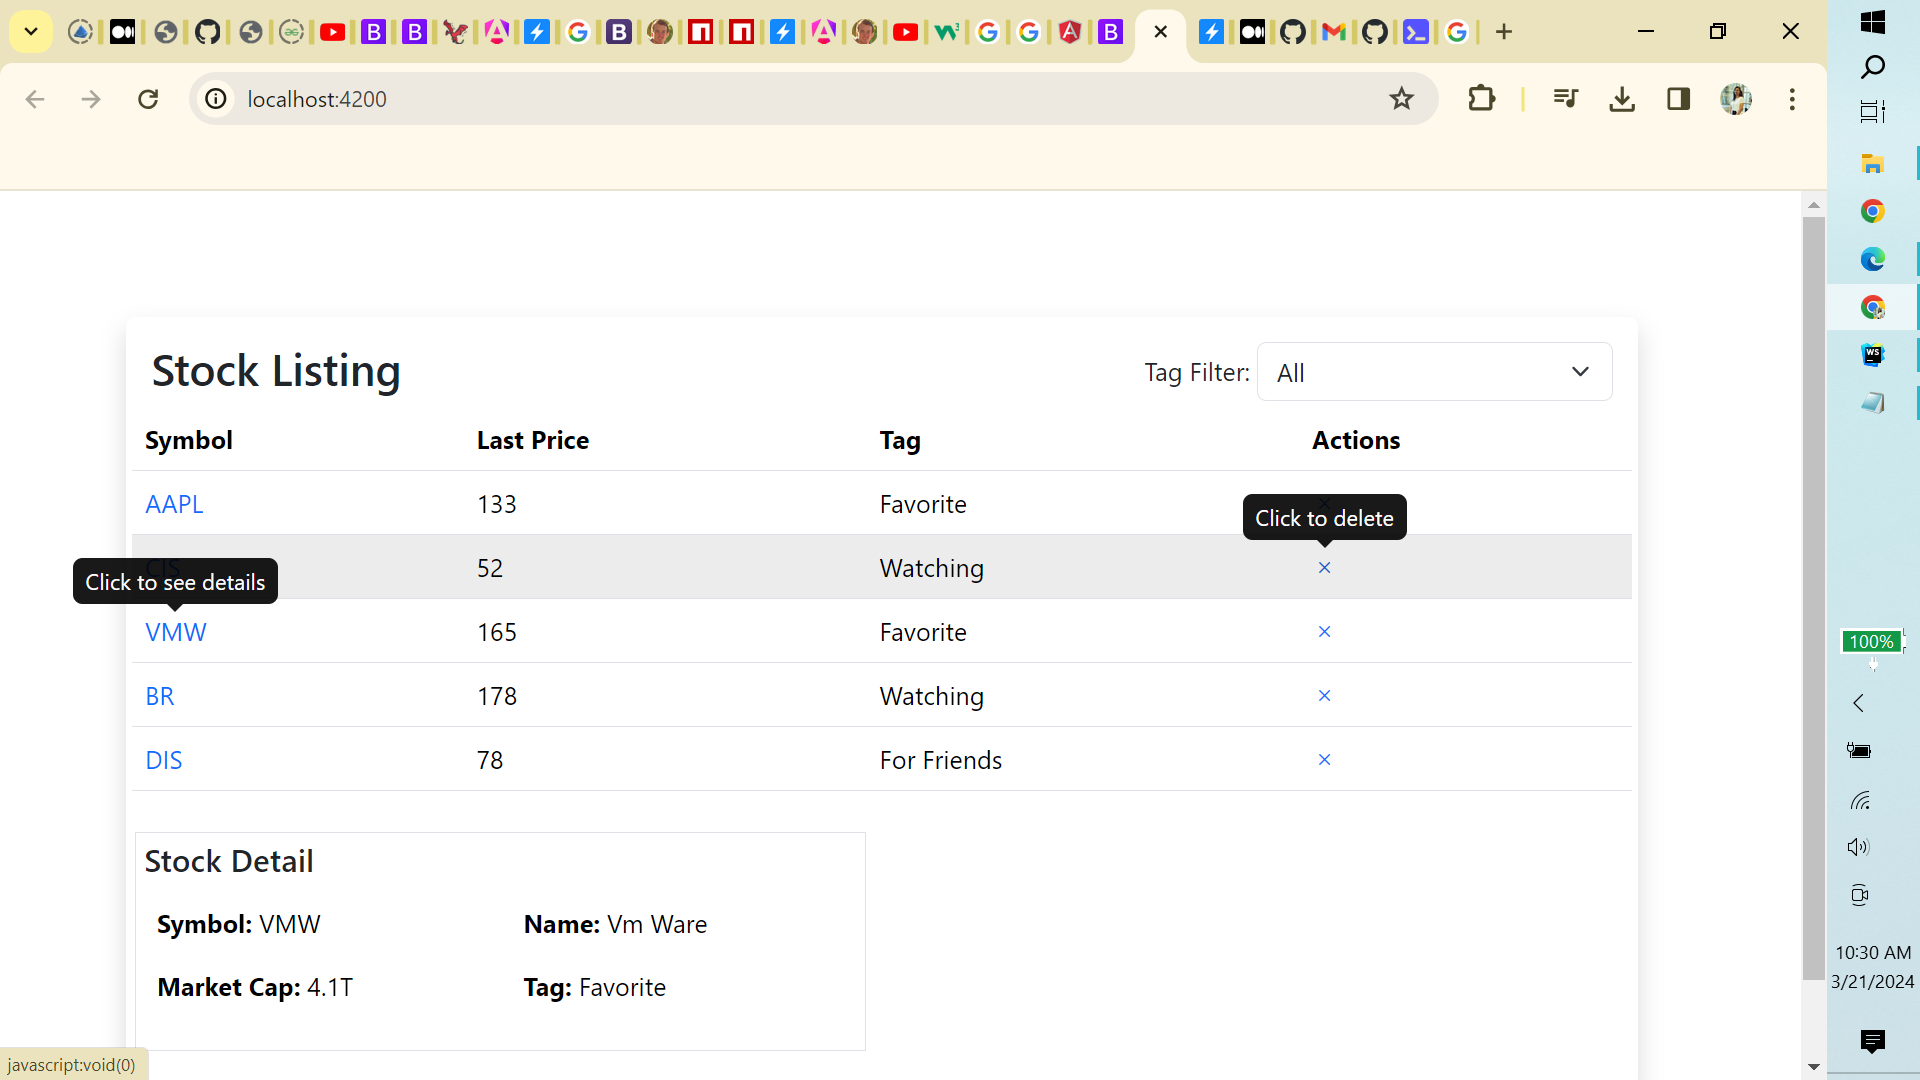 localhost:4200
Stock Listing
Tag Filter: All
Symbol Last Price Tag Actions
AAPL 133 Favorite
Click to delete
CIS 52 Watching ×
Click to see details
VMW 165 Favorite ×
BR 178 Watching ×
DIS 78 For Friends ×
Stock Detail
Symbol: VMW Name: Vm Ware
Market Cap: 4.1T Tag: Favorite
javascript:void(0)
100%
10:30 AM
3/21/2024